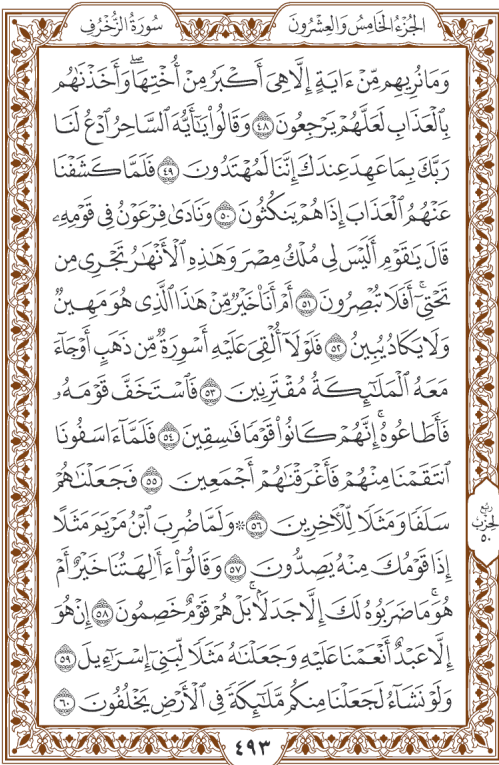 الجزء الخامس والعشرون
سورة الزخرف
وَمَا نُرِيهِم مِّنْ ءَايَةٍ إِلَّا هِىَ أَكْبَرُ مِنْ أُخْتِهَا ۖ وَأَخَذْنَٰهُم
بِٱلْعَذَابِ لَعَلَّهُمْ يَرْجِعُونَ ٤٨ وَقَالُوا۟ يَٰٓأَيُّهَ ٱلسَّاحِرُ ٱدْعُ لَنَا
رَبَّكَ بِمَا عَهِدَ عِندَكَ إِنَّنَا لَمُهْتَدُونَ ٤٩ فَلَمَّا كَشَفْنَا
عَنْهُمُ ٱلْعَذَابَ إِذَا هُمْ يَنكُثُونَ ٥٠ وَنَادَىٰ فِرْعَوْنُ فِى قَوْمِهِۦ
قَالَ يَٰقَوْمِ أَلَيْسَ لِى مُلْكُ مِصْرَ وَهَٰذِهِ ٱلْأَنْهَٰرُ تَجْرِى مِن
تَحْتِىٓ ۖ أَفَلَا تُبْصِرُونَ ٥١ أَمْ أَنَا۠ خَيْرٌ مِّنْ هَٰذَا ٱلَّذِى هُوَ مَهِينٌ
وَلَا يَكَادُ يُبِينُ ٥٢ فَلَوْلَآ أُلْقِىَ عَلَيْهِ أَسْوِرَةٌ مِّن ذَهَبٍ أَوْ جَآءَ
مَعَهُ ٱلْمَلَٰٓئِكَةُ مُقْتَرِنِينَ ٥٣ فَٱسْتَخَفَّ قَوْمَهُۥ
فَأَطَاعُوهُ ۚ إِنَّهُمْ كَانُوا۟ قَوْمًا فَٰسِقِينَ ٥٤ فَلَمَّآ ءَاسَفُونَا
ٱنتَقَمْنَا مِنْهُمْ فَأَغْرَقْنَٰهُمْ أَجْمَعِينَ ٥٥ فَجَعَلْنَٰهُمْ
سَلَفًا وَمَثَلًا لِّلْءَاخِرِينَ ٥٦ ۞ وَلَمَّا ضُرِبَ ٱبْنُ مَرْيَمَ مَثَلًا
إِذَا قَوْمُكَ مِنْهُ يَصِدُّونَ ٥٧ وَقَالُوٓا۟ ءَأَٰلِهَتُنَا خَيْرٌ أَمْ
هُوَ ۚ مَا ضَرَبُوهُ لَكَ إِلَّا جَدَلًۢا ۚ بَلْ هُمْ قَوْمٌ خَصِمُونَ ٥٨ إِنْ هُوَ
إِلَّا عَبْدٌ أَنْعَمْنَا عَلَيْهِ وَجَعَلْنَٰهُ مَثَلًا لِّبَنِىٓ إِسْرَٰٓءِيلَ ٥٩
وَلَوْ نَشَآءُ لَجَعَلْنَا مِنكُم مَّلَٰٓئِكَةً فِى ٱلْأَرْضِ يَخْلُفُونَ ٦٠
ربع
الحزب
٥٠
٤٩٣